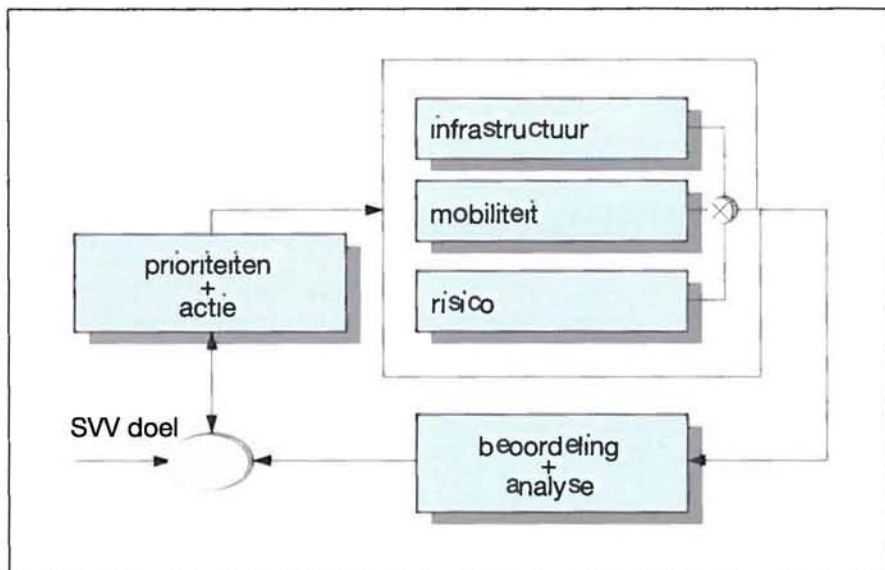 infrastructuur
mobiliteit
prioriteiten
+
actie
risico
SVV doel
beoordeling
+
analyse